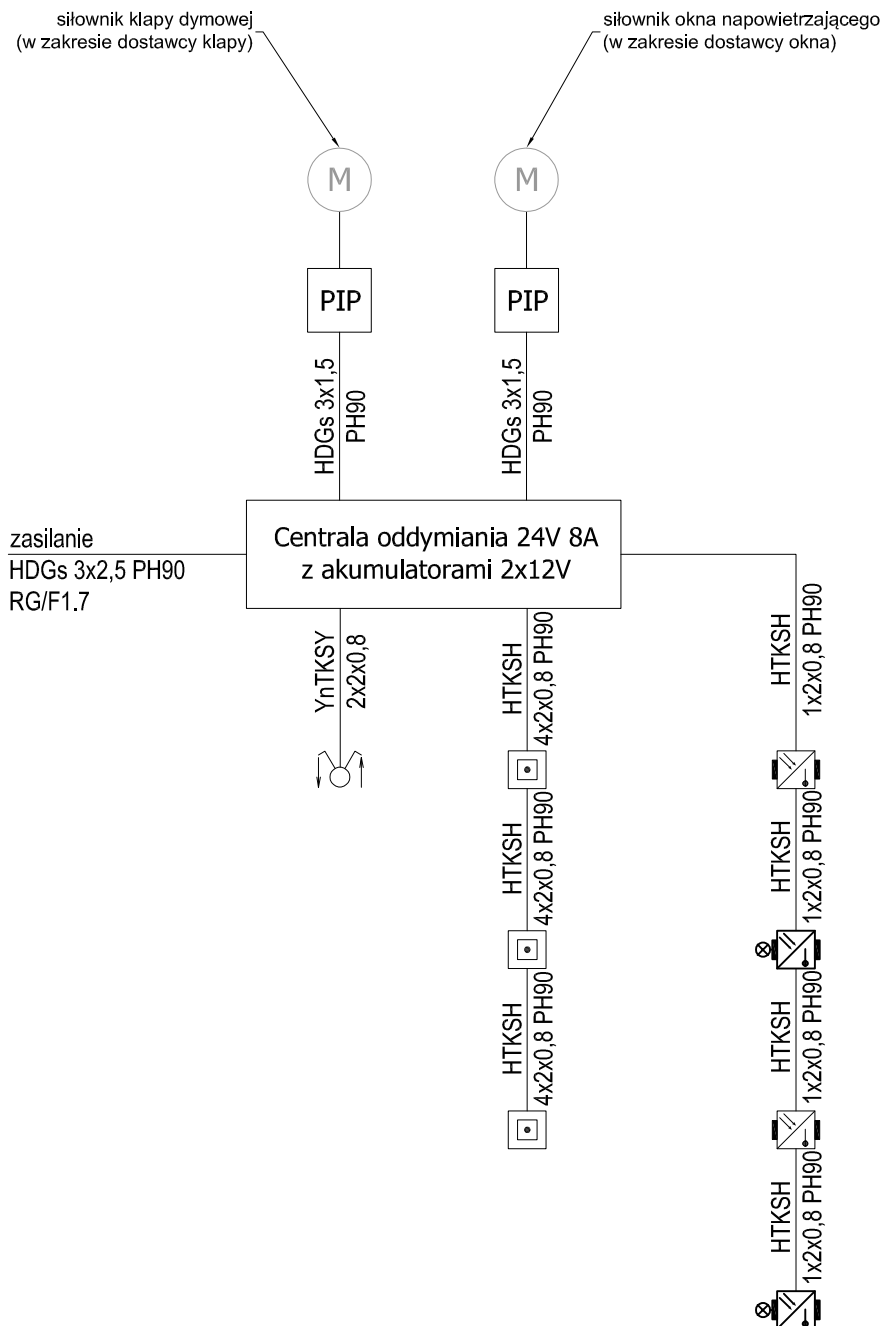 siłownik klapy dymowej
(w zakresie dostawcy klapy)
siłownik okna napowietrzającego
(w zakresie dostawcy okna)
M
M
PIP
PIP
HDGs 3x1,5
PH90
HDGs 3x1,5
PH90
zasilanie
HDGs 3x2,5 PH90
RG/F1.7
Centrala oddymiania 24V 8A
z akumulatorami 2x12V
YnTKSY
2x2x0,8
HTKSH
4x2x0,8 PH90
HTKSH
1x2x0,8 PH90
HTKSH
4x2x0,8 PH90
HTKSH
1x2x0,8 PH90
HTKSH
4x2x0,8 PH90
HTKSH
1x2x0,8 PH90
HTKSH
1x2x0,8 PH90